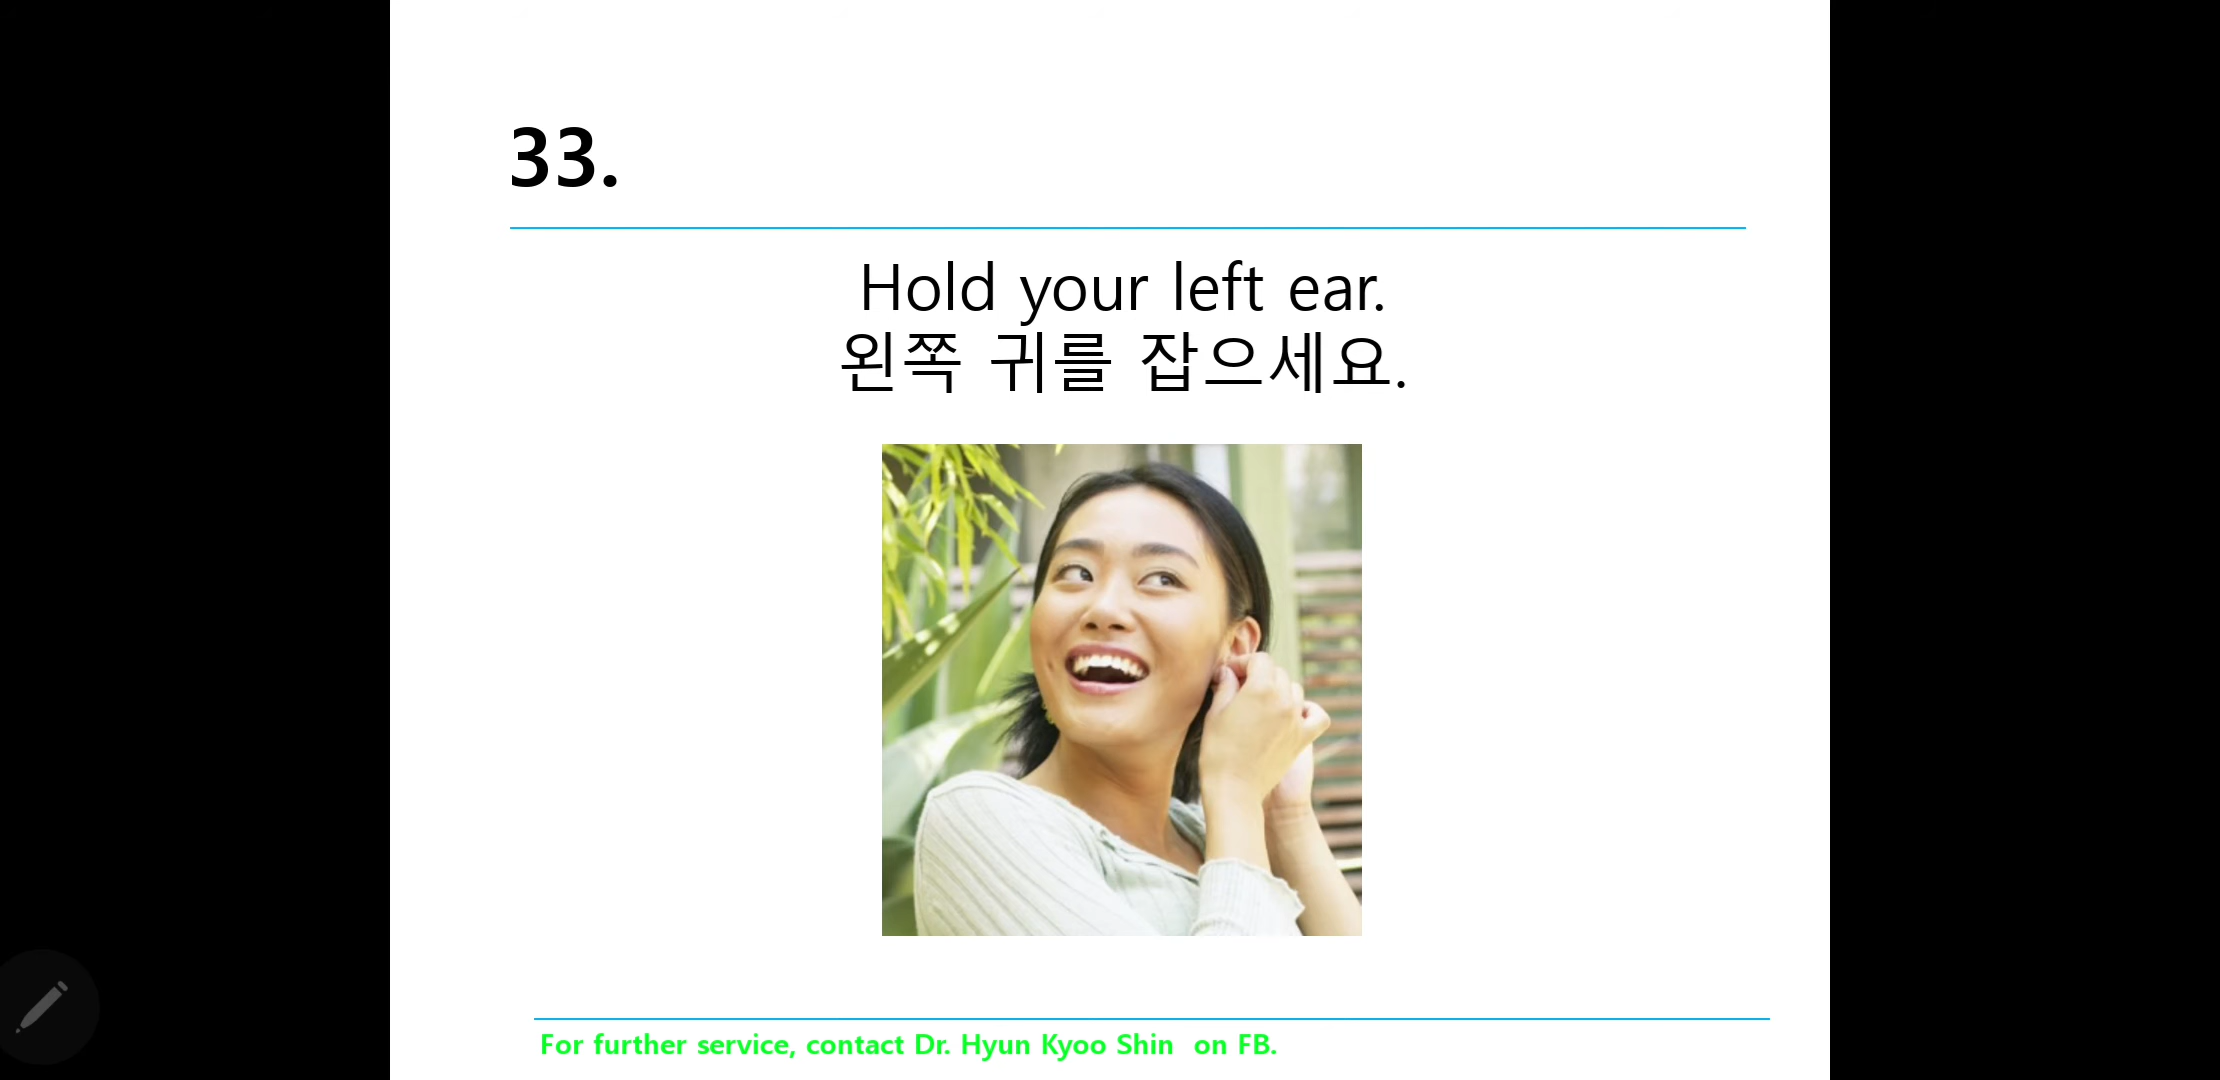 33.
Hold your left ear.
왼쪽 귀를 잡으세요.
For further service, contact Dr. Hyun Kyoo Shin  on FB.